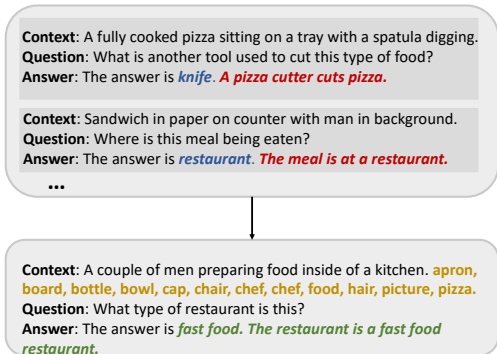 Context: A fully cooked pizza sitting on a tray with a spatula digging.
Question: What is another tool used to cut this type of food?
Answer: The answer is knife. A pizza cutter cuts pizza.
Context: Sandwich in paper on counter with man in background.
Question: Where is this meal being eaten?
Answer: The answer is restaurant. The meal is at a restaurant.
...
Context: A couple of men preparing food inside of a kitchen. apron,
board, bottle, bowl, cap, chair, chef, chef, food, hair, picture, pizza.
Question: What type of restaurant is this?
Answer: The answer is fast food. The restaurant is a fast food
restaurant.